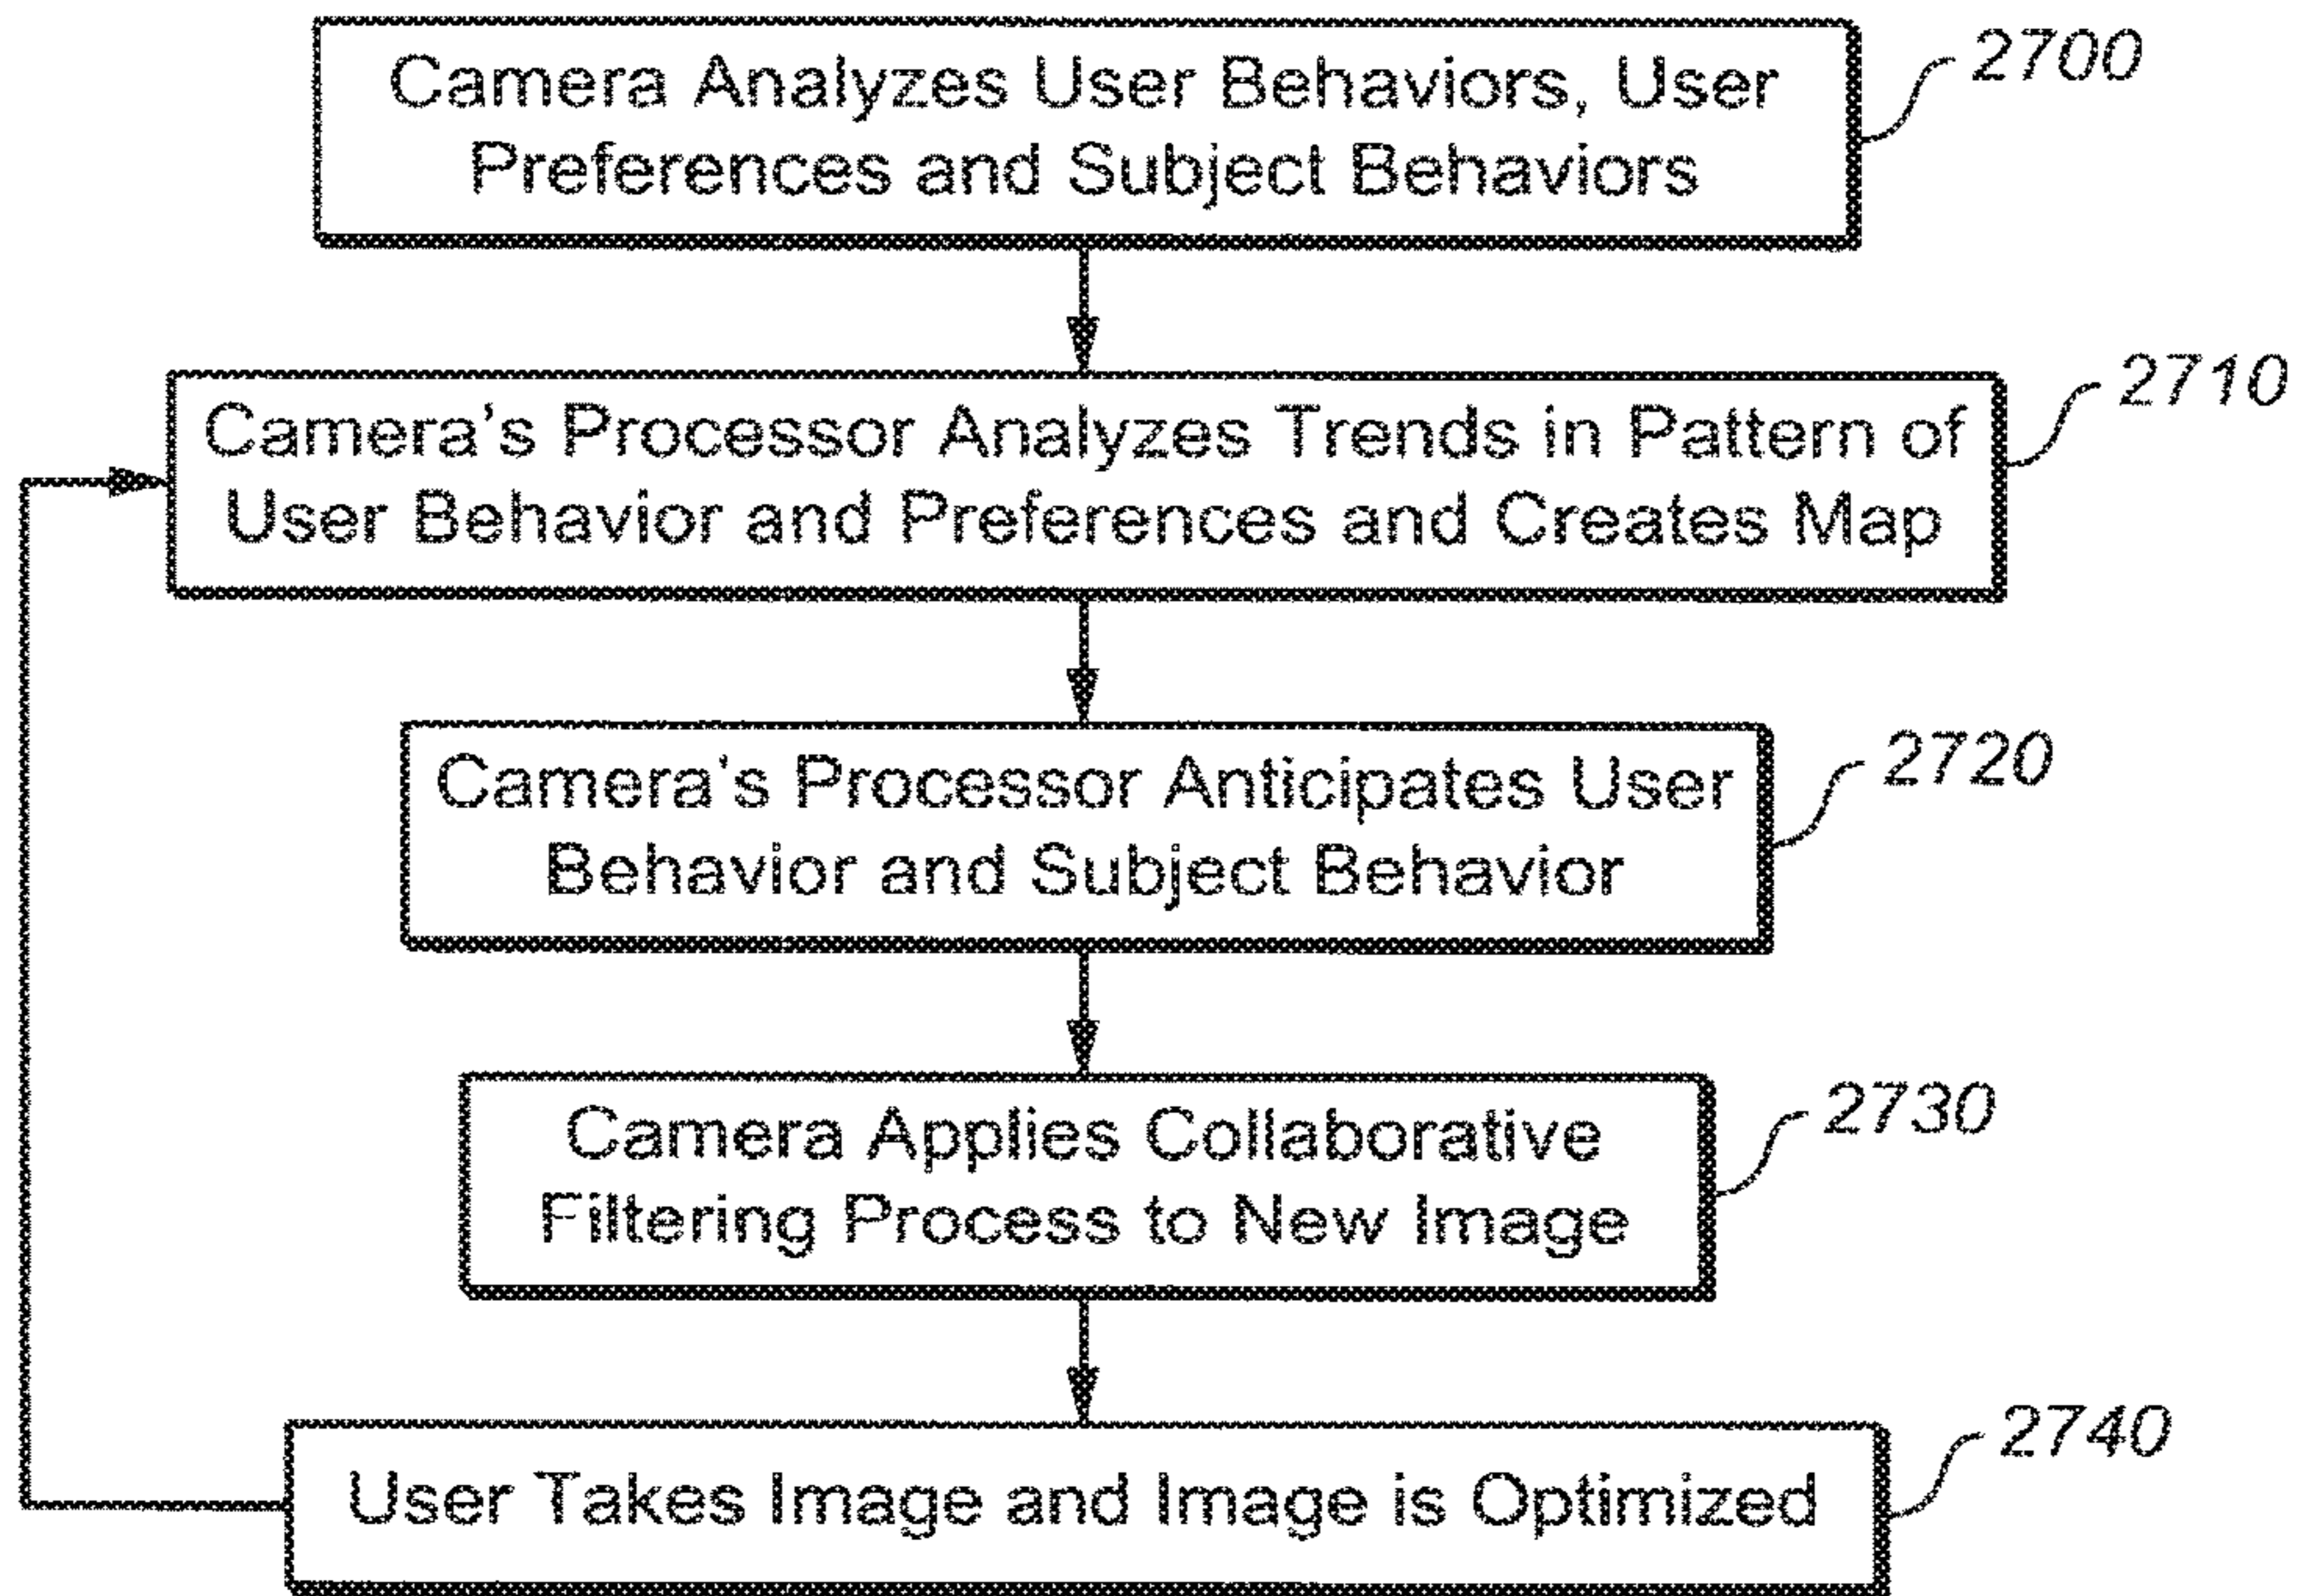 Camera Analyzes User Behaviors, User
Preferences and Subject Behaviors
2700
Camera's Processor Analyzes Trends in Pattern of
User Behavior and Preferences and Creates Map
2710
Camera's Processor Anticipates User
Behavior and Subject Behavior
2720
Camera Applies Collaborative
Filtering Process to New Image
2730
User Takes Image and Image is Optimized
2740